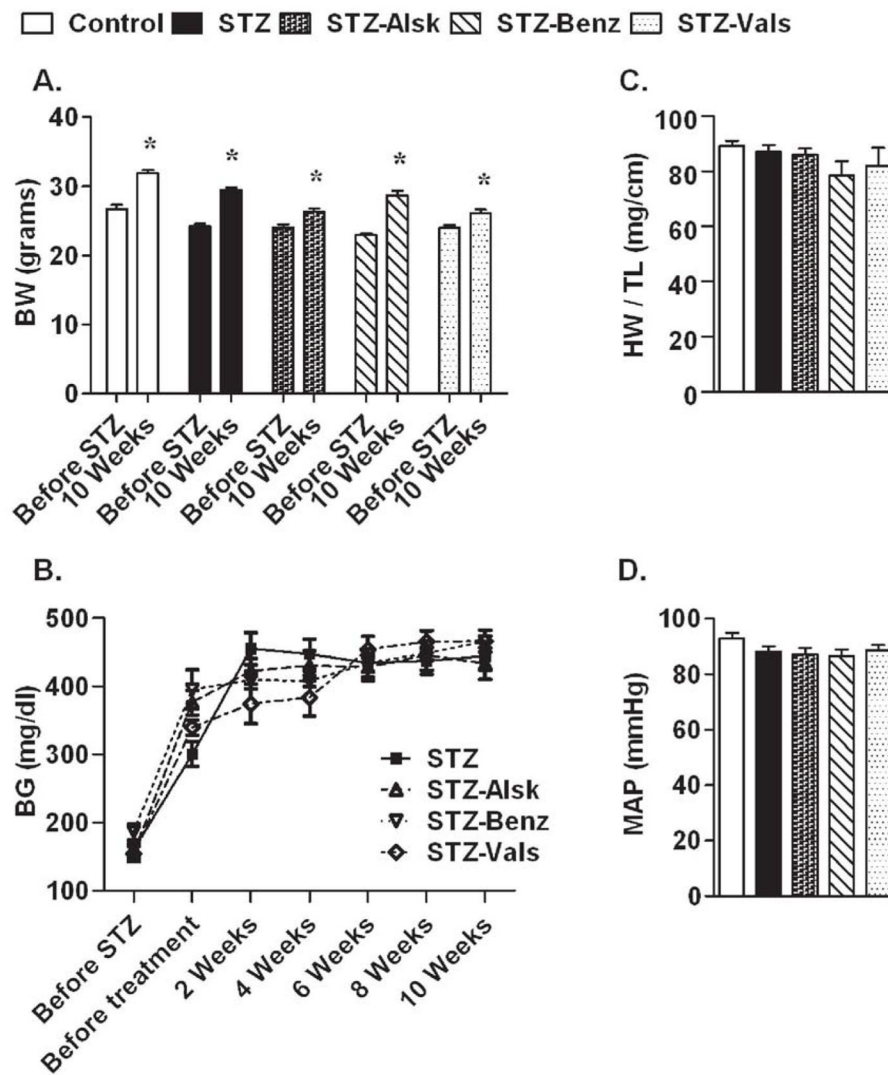 Control STZ STZ-Alsk STZ-Benz STZ-Vals
A.
BW (grams)
40
30
20
10
0
* * * * *
Before STZ
10 Weeks
Before STZ
10 Weeks
Before STZ
10 Weeks
Before STZ
10 Weeks
Before STZ
10 Weeks
C.
HW / TL (mg/cm)
100
80
60
40
20
0
B.
BG (mg/dl)
500
400
300
200
100
STZ
STZ-Alsk
STZ-Benz
STZ-Vals
Before STZ
Before treatment
2 Weeks
4 Weeks
6 Weeks
8 Weeks
10 Weeks
D.
MAP (mmHg)
100
80
60
40
20
0